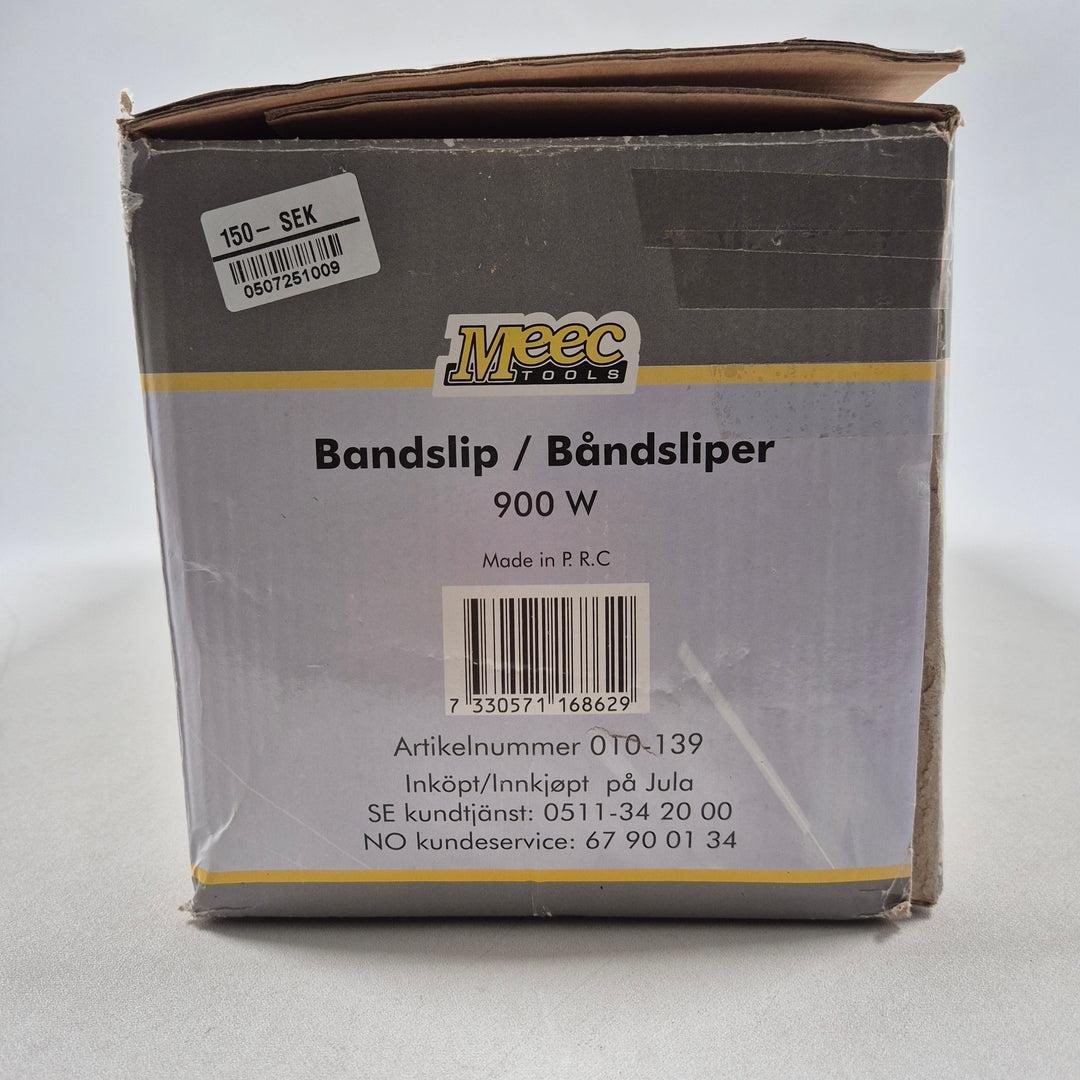 150- SEK
0507251009
Meec
TOOLS
Bandslip / Båndsliper
900 W
Made in P. R.C
7 330571 168629
Artikelnummer 010-139
Inköpt/Innkjøpt på Jula
SE kundtjänst: 0511-34 20 00
NO kundeservice: 67 90 01 34